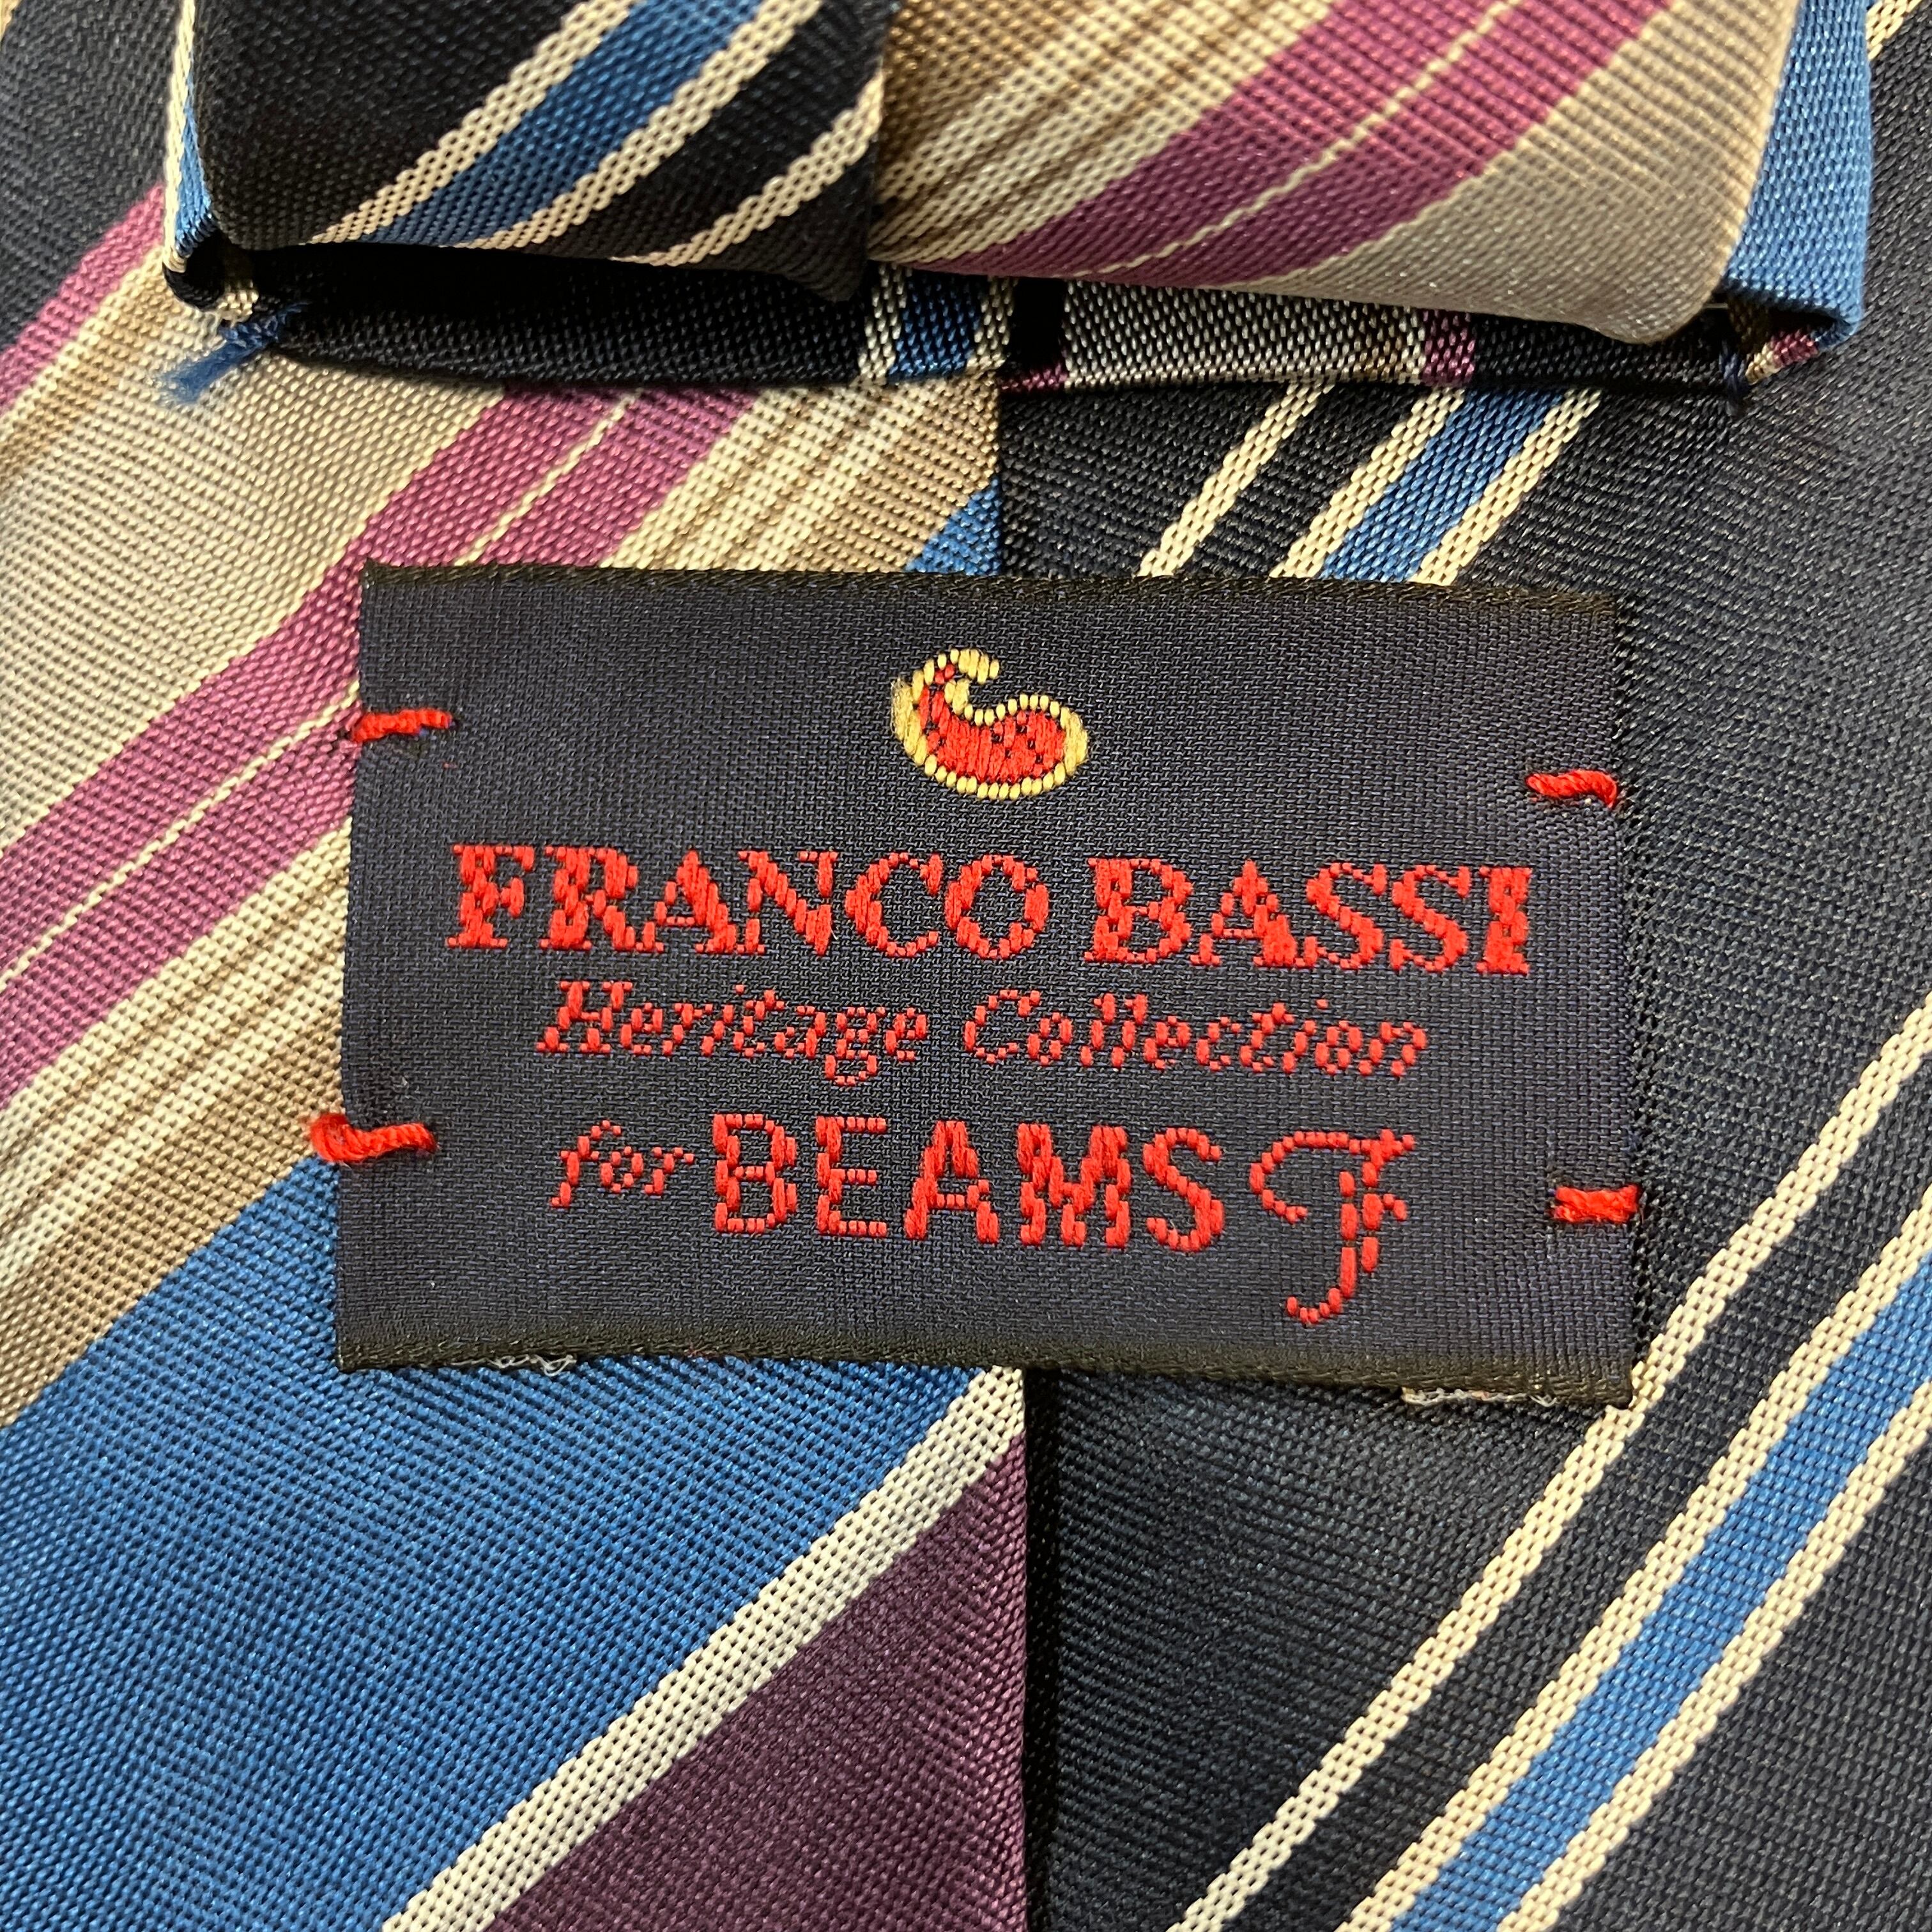 FRANCO BASSI
Heritage Collection
for BEAMS F